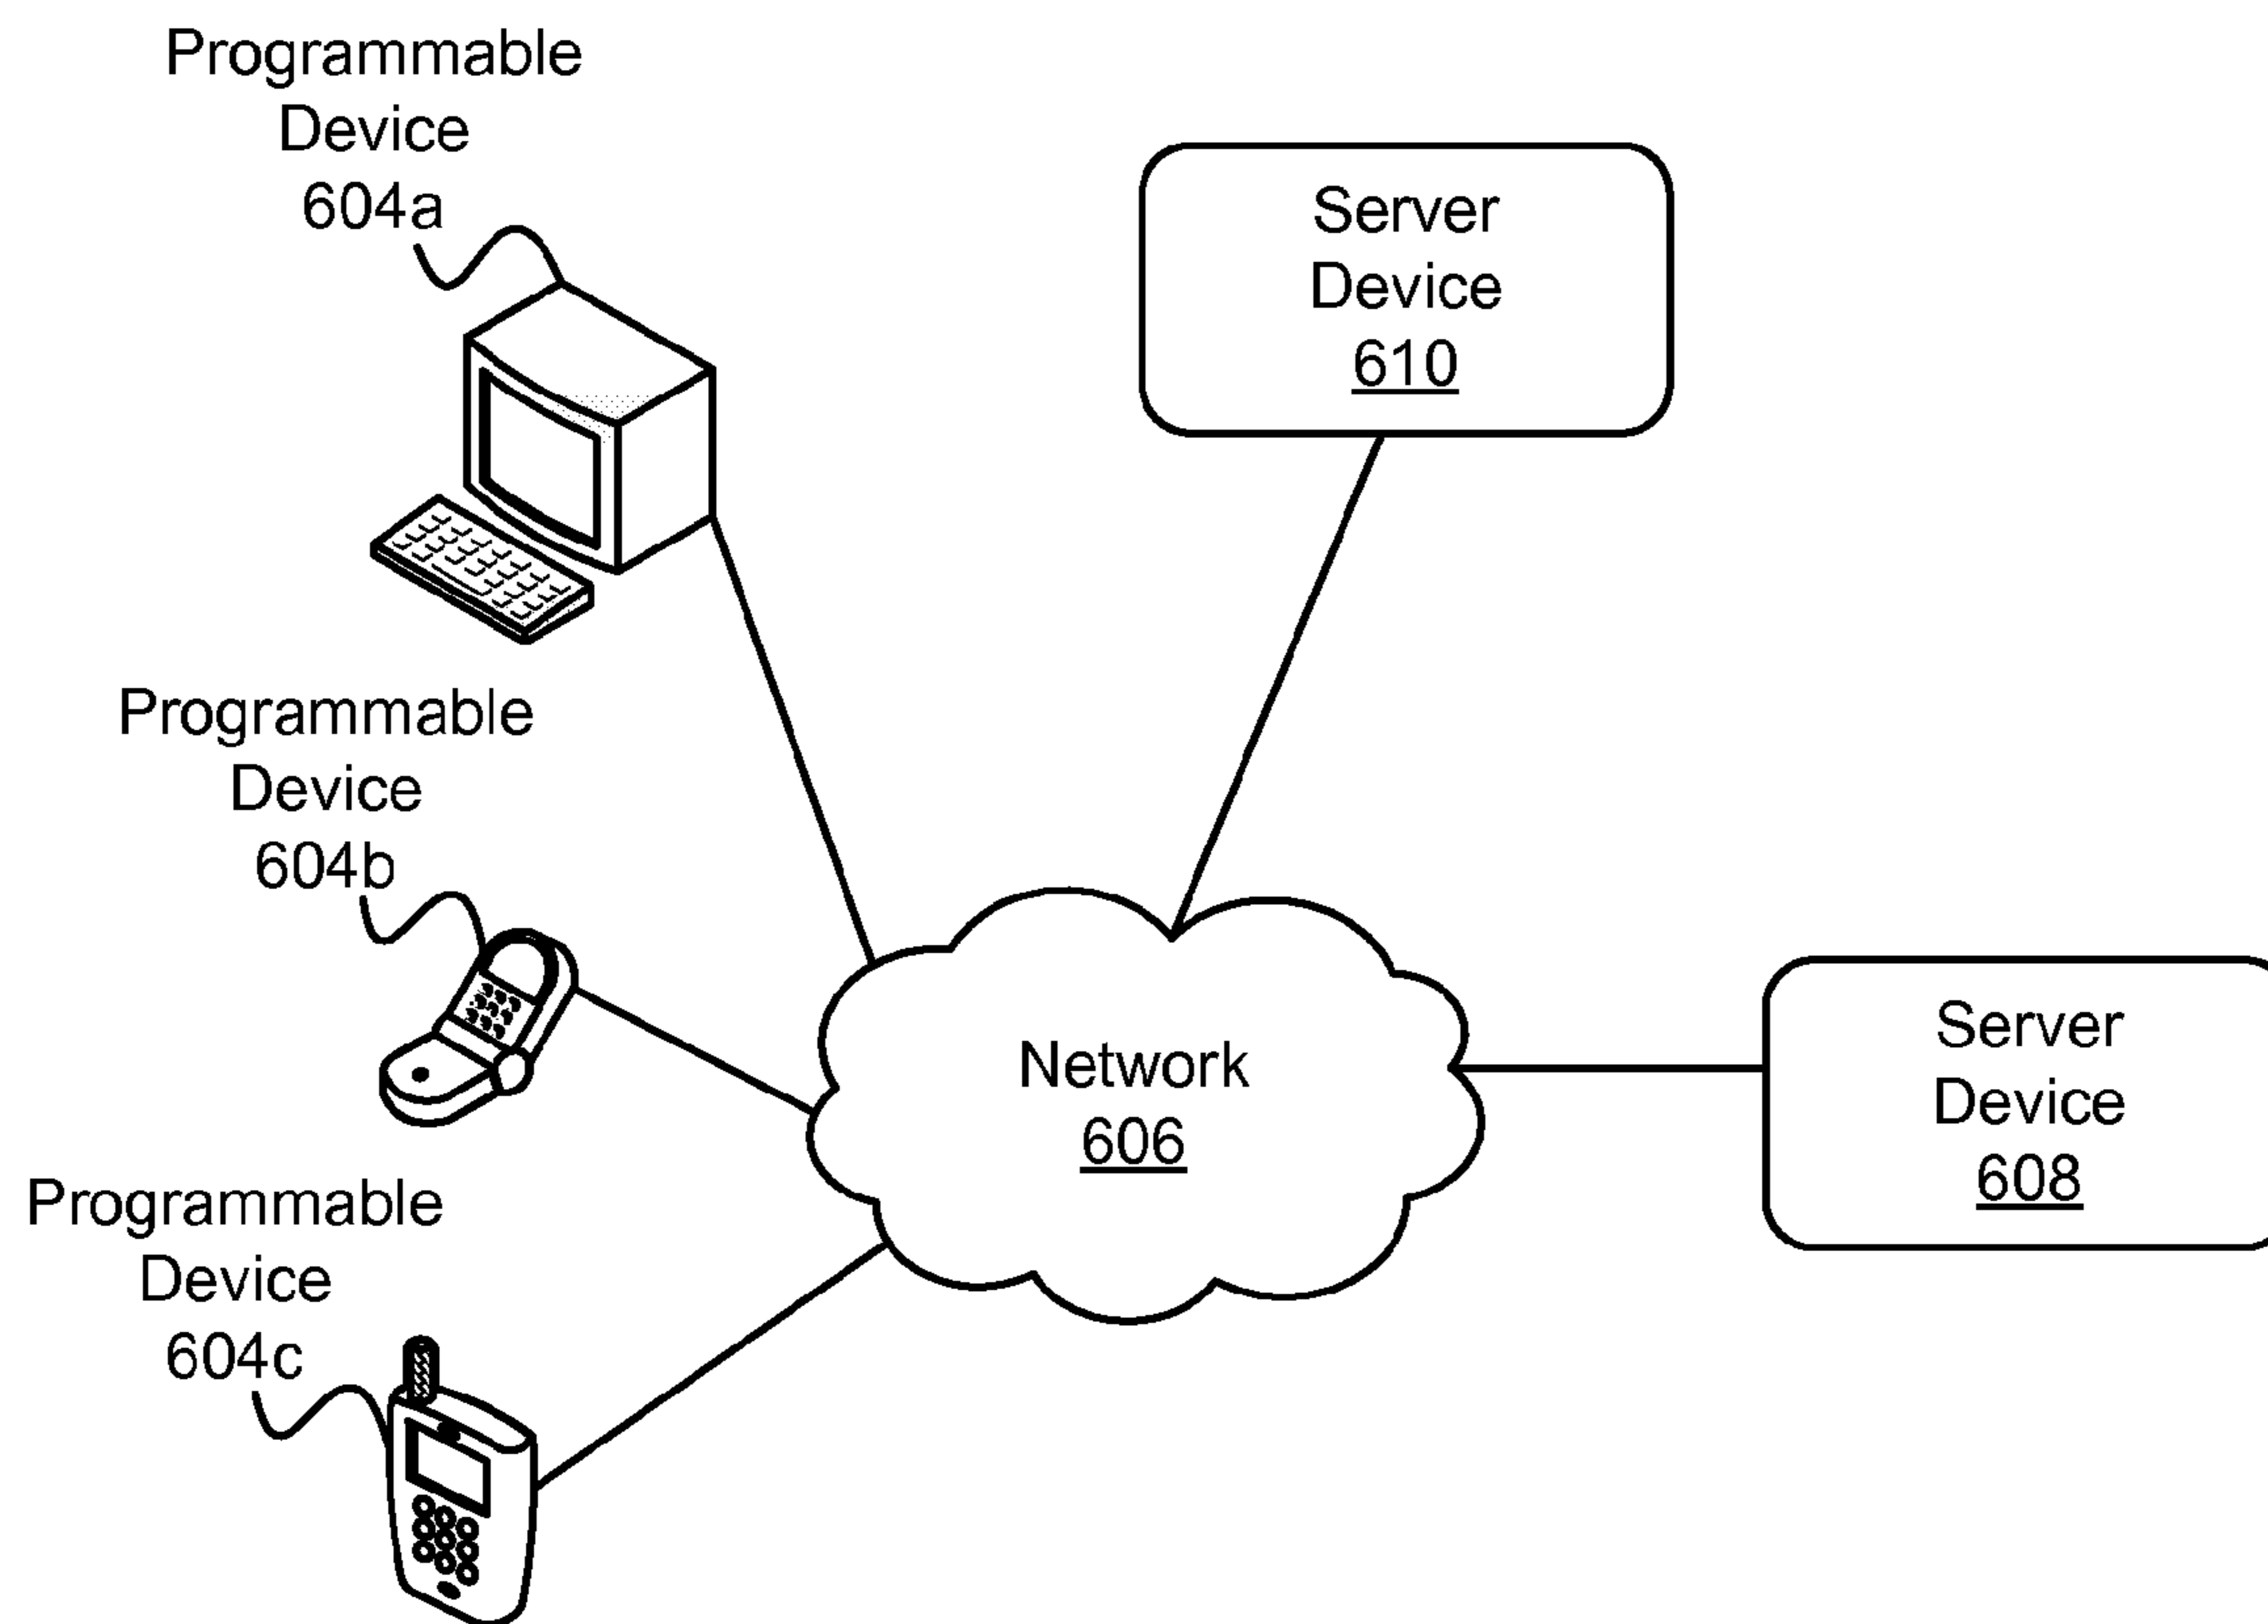 Programmable
Device
604a
Server
Device
610
Programmable
Device
604b
Network
606
Server
Device
608
Programmable
Device
604c